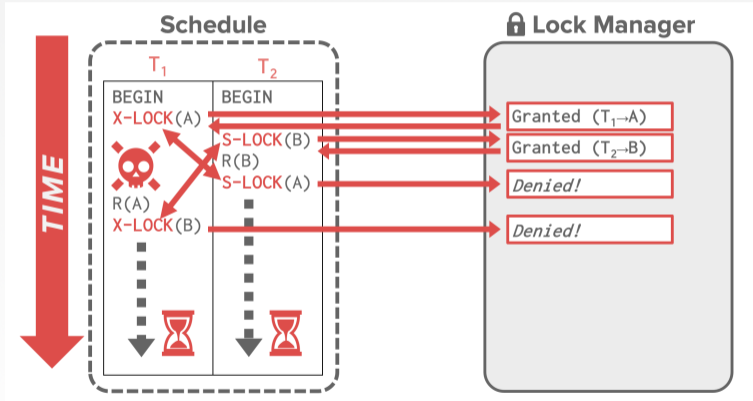 Schedule
Lock Manager
TIME
T₁ T₂
BEGIN BEGIN
X-LOCK(A)
Granted (T₁→A)
S-LOCK(B)
Granted (T₂→B)
R(B)
S-LOCK(A)
Denied!
R(A)
X-LOCK(B)
Denied!